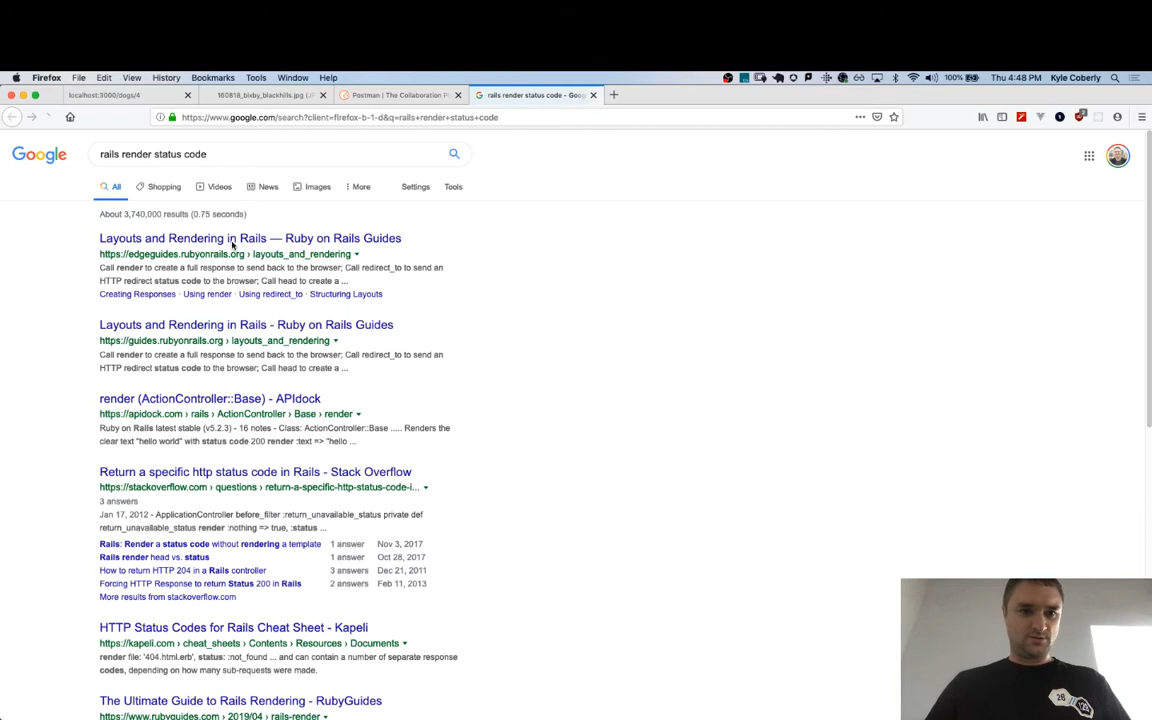 Firefox File Edit View History Bookmarks Tools Window Help 100% Thu 4:48 PM Kyle Coberly
localhost:3000/dogs/4
160818_bixby_blackhills.jpg (JP
Postman | The Collaboration Pl
rails render status code - Goog
https://www.google.com/search?client=firefox-b-1-d&q=rails+render+status+code
Google
rails render status code
All Shopping Videos News Images More Settings Tools
About 3,740,000 results (0.75 seconds)
Layouts and Rendering in Rails — Ruby on Rails Guides
https://edgeguides.rubyonrails.org › layouts_and_rendering
Call render to create a full response to send back to the browser; Call redirect_to to send an
HTTP redirect status code to the browser; Call head to create a ...
Creating Responses · Using render · Using redirect_to · Structuring Layouts
Layouts and Rendering in Rails - Ruby on Rails Guides
https://guides.rubyonrails.org › layouts_and_rendering
Call render to create a full response to send back to the browser; Call redirect_to to send an
HTTP redirect status code to the browser; Call head to create a ...
render (ActionController::Base) - APIdock
https://apidock.com › rails › ActionController › Base › render
Ruby on Rails latest stable (v5.2.3) - 16 notes - Class: ActionController::Base ..... Renders the
clear text "hello world" with status code 200 render :text => "hello ...
Return a specific http status code in Rails - Stack Overflow
https://stackoverflow.com › questions › return-a-specific-http-status-code-i...
3 answers
Jan 17, 2012 - ApplicationController before_filter :return_unavailable_status private def
return_unavailable_status render :nothing => true, :status ...
Rails: Render a status code without rendering a template 1 answer Nov 3, 2017
Rails render head vs. status 1 answer Oct 28, 2017
How to return HTTP 204 in a Rails controller 3 answers Dec 21, 2011
Forcing HTTP Response to return Status 200 in Rails 2 answers Feb 11, 2013
More results from stackoverflow.com
HTTP Status Codes for Rails Cheat Sheet - Kapeli
https://kapeli.com › cheat_sheets › Contents › Resources › Documents
render file: '404.html.erb', status: :not_found ... and can contain a number of separate response
codes, depending on how many sub-requests were made.
The Ultimate Guide to Rails Rendering - RubyGuides
https://www.rubyguides.com › 2019/04 › rails-render